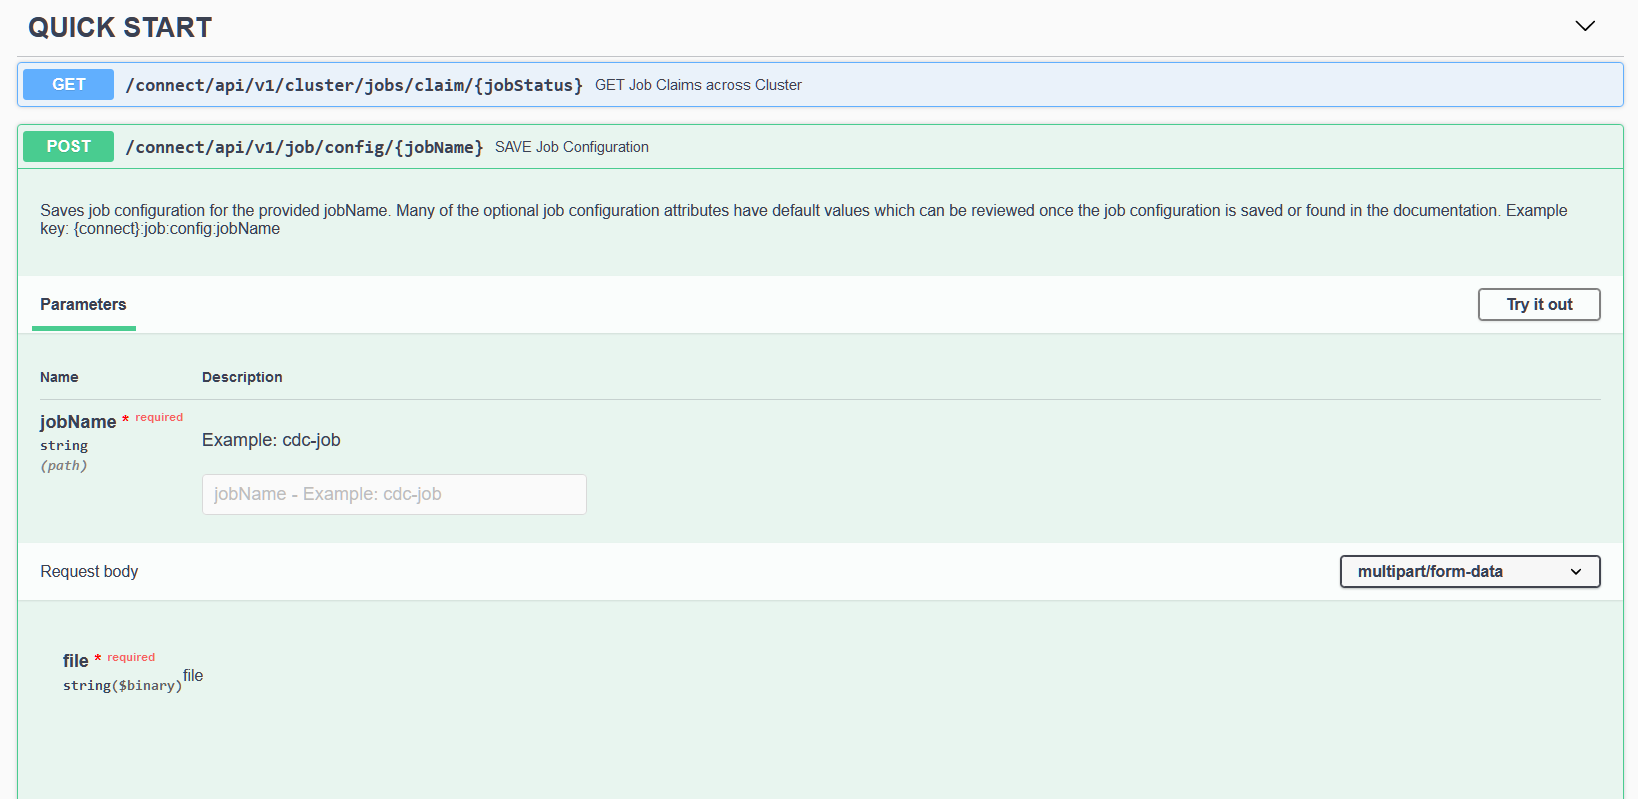 QUICK START
GET /connect/api/v1/cluster/jobs/claim/{jobStatus} GET Job Claims across Cluster
POST /connect/api/v1/job/config/{jobName} SAVE Job Configuration
Saves job configuration for the provided jobName. Many of the optional job configuration attributes have default values which can be reviewed once the job configuration is saved or found in the documentation. Example
key: {connect}:job:config:jobName
Parameters Try it out
Name Description
jobName * required
string
(path)
Example: cdc-job
jobName - Example: cdc-job
Request body multipart/form-data
file * required
string($binary)
file